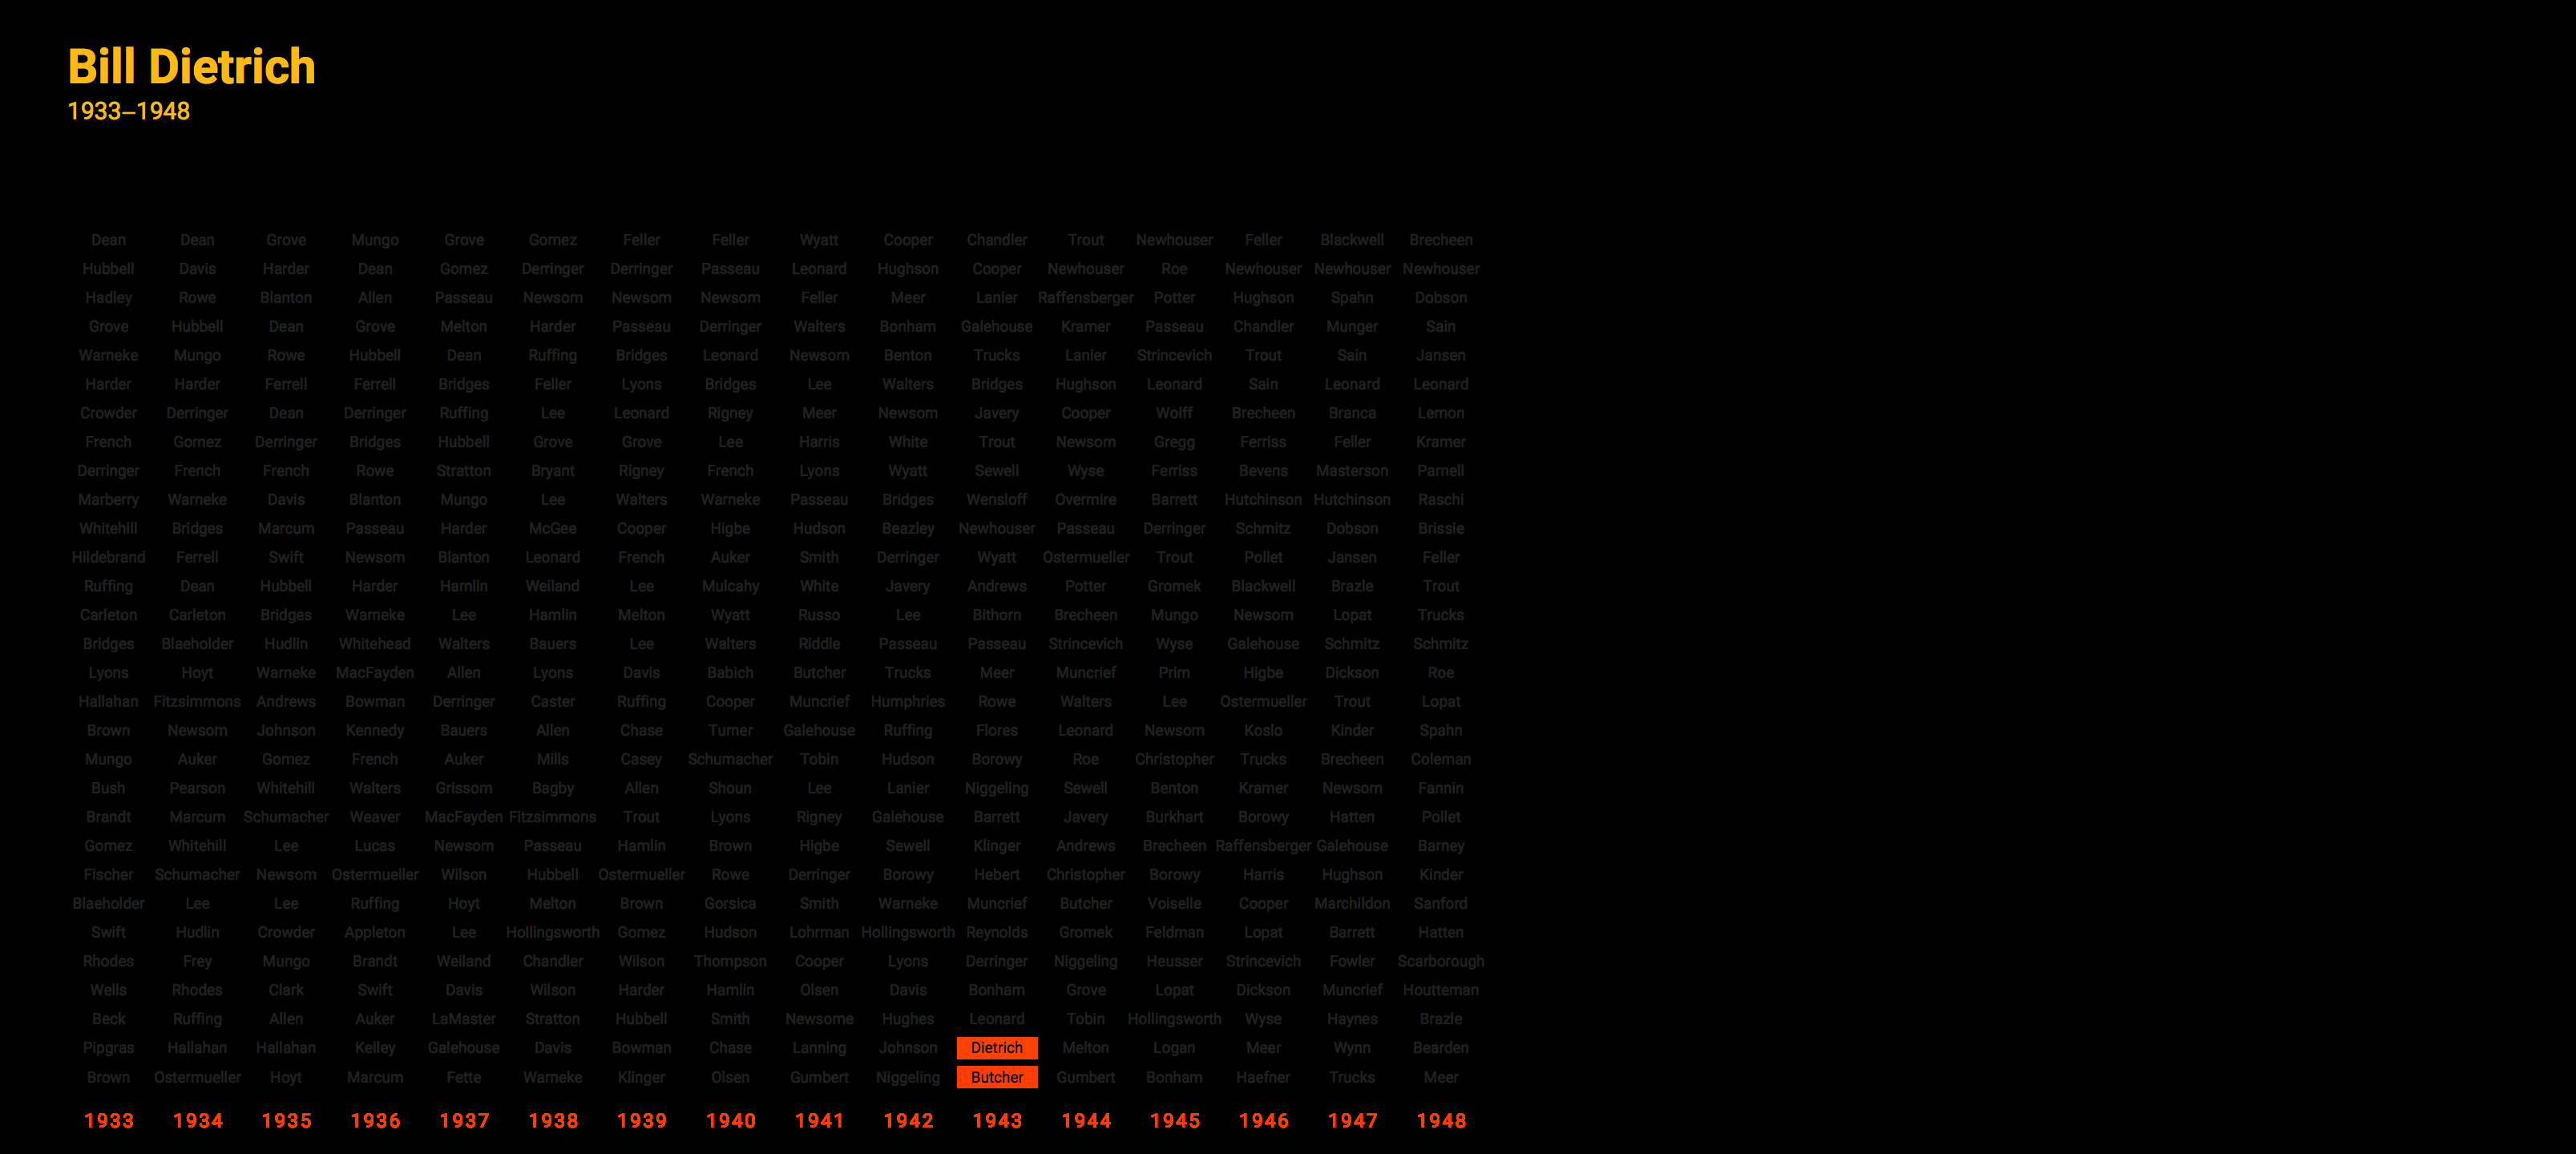 Bill Dietrich
1933–1948
Dean Dean Grove Mungo Grove Gomez Feller Feller Wyatt Cooper Chandler Trout Newhouser Feller Blackwell Brecheen
Hubbell Davis Harder Dean Gomez Derringer Derringer Passeau Leonard Hughson Cooper Newhouser Roe Newhouser Newhouser Newhouser
Hadley Rowe Blanton Allen Passeau Newsom Newsom Newsom Feller Meer Lanier Raffensberger Potter Hughson Spahn Dobson
Grove Hubbell Dean Grove Melton Harder Passeau Derringer Walters Bonham Galehouse Kramer Passeau Chandler Munger Sain
Warneke Mungo Rowe Hubbell Dean Ruffing Bridges Leonard Newsom Benton Trucks Lanier Strincevich Trout Sain Jansen
Harder Harder Ferrell Ferrell Bridges Feller Lyons Bridges Lee Walters Bridges Hughson Leonard Sain Leonard Leonard
Crowder Derringer Dean Derringer Ruffing Lee Leonard Rigney Meer Newsom Javery Cooper Wolff Brecheen Branca Lemon
French Gomez Derringer Bridges Hubbell Grove Grove Lee Harris White Trout Newsom Gregg Ferriss Feller Kramer
Derringer French French Rowe Stratton Bryant Rigney French Lyons Wyatt Sewell Wyse Ferriss Bevens Masterson Parnell
Marberry Warneke Davis Blanton Mungo Lee Walters Warneke Passeau Bridges Wensloff Overmire Barrett Hutchinson Hutchinson Raschi
Whitehill Bridges Marcum Passeau Harder McGee Cooper Higbe Hudson Beazley Newhouser Passeau Derringer Schmitz Dobson Brissie
Hildebrand Ferrell Swift Newsom Blanton Leonard French Auker Smith Derringer Wyatt Ostermueller Trout Pollet Jansen Feller
Ruffing Dean Hubbell Harder Hamlin Weiland Lee Mulcahy White Javery Andrews Potter Gromek Blackwell Brazle Trout
Carleton Carleton Bridges Warneke Lee Hamlin Melton Wyatt Russo Lee Bithorn Brecheen Mungo Newsom Lopat Trucks
Bridges Blaeholder Hudlin Whitehead Walters Bauers Lee Walters Riddle Passeau Passeau Strincevich Wyse Galehouse Schmitz Schmitz
Lyons Hoyt Warneke MacFayden Allen Lyons Davis Babich Butcher Trucks Meer Muncrief Prim Higbe Dickson Roe
Hallahan Fitzsimmons Andrews Bowman Derringer Caster Ruffing Cooper Muncrief Humphries Rowe Walters Lee Ostermueller Trout Lopat
Brown Newsom Johnson Kennedy Bauers Allen Chase Turner Galehouse Ruffing Flores Leonard Newsom Koslo Kinder Spahn
Mungo Auker Gomez French Auker Mills Casey Schumacher Tobin Hudson Borowy Roe Christopher Trucks Brecheen Coleman
Bush Pearson Whitehill Walters Grissom Bagby Allen Shoun Lee Lanier Niggeling Sewell Benton Kramer Newsom Fannin
Brandt Marcum Schumacher Weaver MacFayden Fitzsimmons Trout Lyons Rigney Galehouse Barrett Javery Burkhart Borowy Hatten Pollet
Gomez Whitehill Lee Lucas Newsom Passeau Hamlin Brown Higbe Sewell Klinger Andrews Brecheen Raffensberger Galehouse Barney
Fischer Schumacher Newsom Ostermueller Wilson Hubbell Ostermueller Rowe Derringer Borowy Hebert Christopher Borowy Harris Hughson Kinder
Blaeholder Lee Lee Ruffing Hoyt Melton Brown Gorsica Smith Warneke Muncrief Butcher Voiselle Cooper Marchildon Sanford
Swift Hudlin Crowder Appleton Lee Hollingsworth Gomez Hudson Lohrman Hollingsworth Reynolds Gromek Feldman Lopat Barrett Hatten
Rhodes Frey Mungo Brandt Weiland Chandler Wilson Thompson Cooper Lyons Derringer Niggeling Heusser Strincevich Fowler Scarborough
Wells Rhodes Clark Swift Davis Wilson Harder Hamlin Olsen Davis Bonham Grove Lopat Dickson Muncrief Houtteman
Beck Ruffing Allen Auker LaMaster Stratton Hubbell Smith Newsome Hughes Leonard Tobin Hollingsworth Wyse Haynes Brazle
Pipgras Hallahan Hallahan Kelley Galehouse Davis Bowman Chase Lanning Johnson Dietrich Melton Logan Meer Wynn Bearden
Brown Ostermueller Hoyt Marcum Fette Warneke Klinger Olsen Gumbert Niggeling Butcher Gumbert Bonham Haefner Trucks Meer
1933 1934 1935 1936 1937 1938 1939 1940 1941 1942 1943 1944 1945 1946 1947 1948